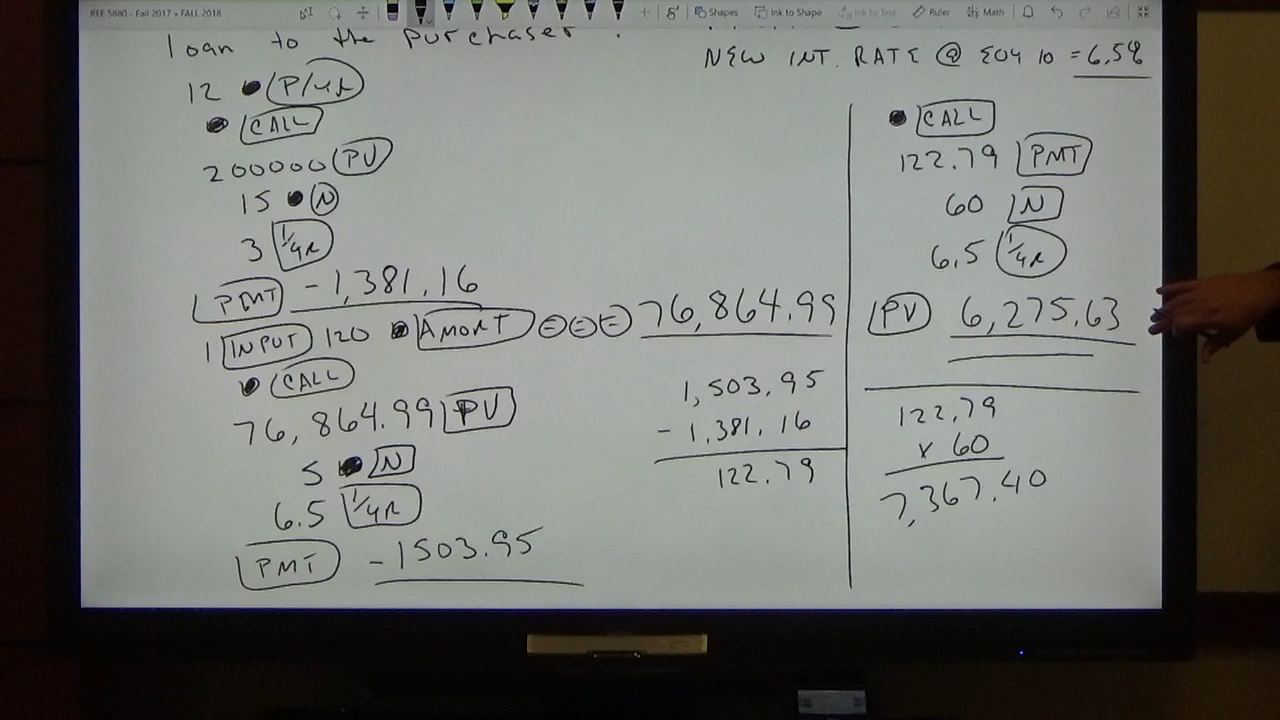 REE 5880 - Fall 2017 » FALL 2018
Shapes
Ink to Shape
Ink to Text
Ruler
Math
loan to the purchaser.
NEW INT. RATE @ EOY 10 = 6.5%
12 P/YR
CALL
200000 PV
15 N
3 I/YR
PMT -1,381.16
1 INPUT 120 AMORT = = = 76,864.99
CALL
76,864.99 PV
5 N
6.5 I/YR
PMT -1503.95
1,503.95
- 1,381.16
122.79
CALL
122.79 PMT
60 N
6.5 I/YR
PV 6,275.63
122.79
x 60
7,367.40